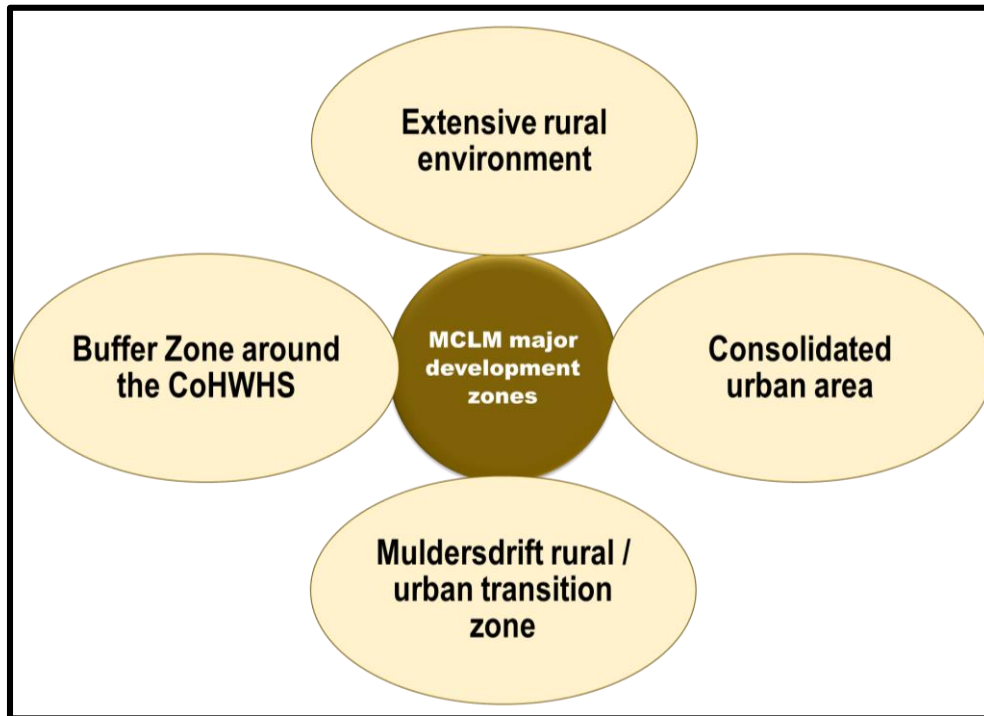 Extensive rural
environment
Buffer Zone around
the CoHWHS
MCLM major
development
zones
Consolidated
urban area
Muldersdrift rural /
urban transition
zone